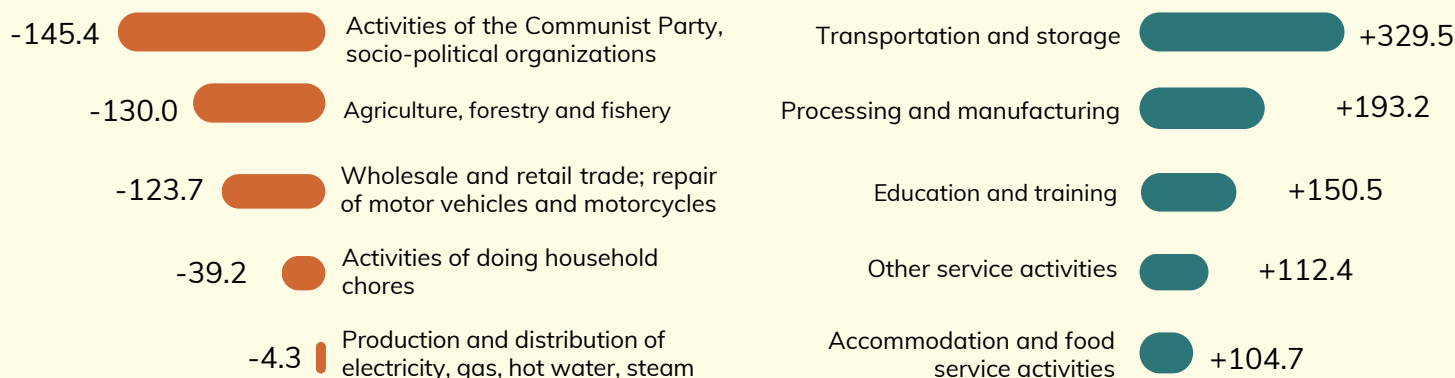 -145.4
Activities of the Communist Party,
socio-political organizations
-130.0
Agriculture, forestry and fishery
-123.7
Wholesale and retail trade; repair
of motor vehicles and motorcycles
-39.2
Activities of doing household
chores
-4.3
Production and distribution of
electricity, gas, hot water, steam
Transportation and storage
+329.5
Processing and manufacturing
+193.2
Education and training
+150.5
Other service activities
+112.4
Accommodation and food
service activities
+104.7